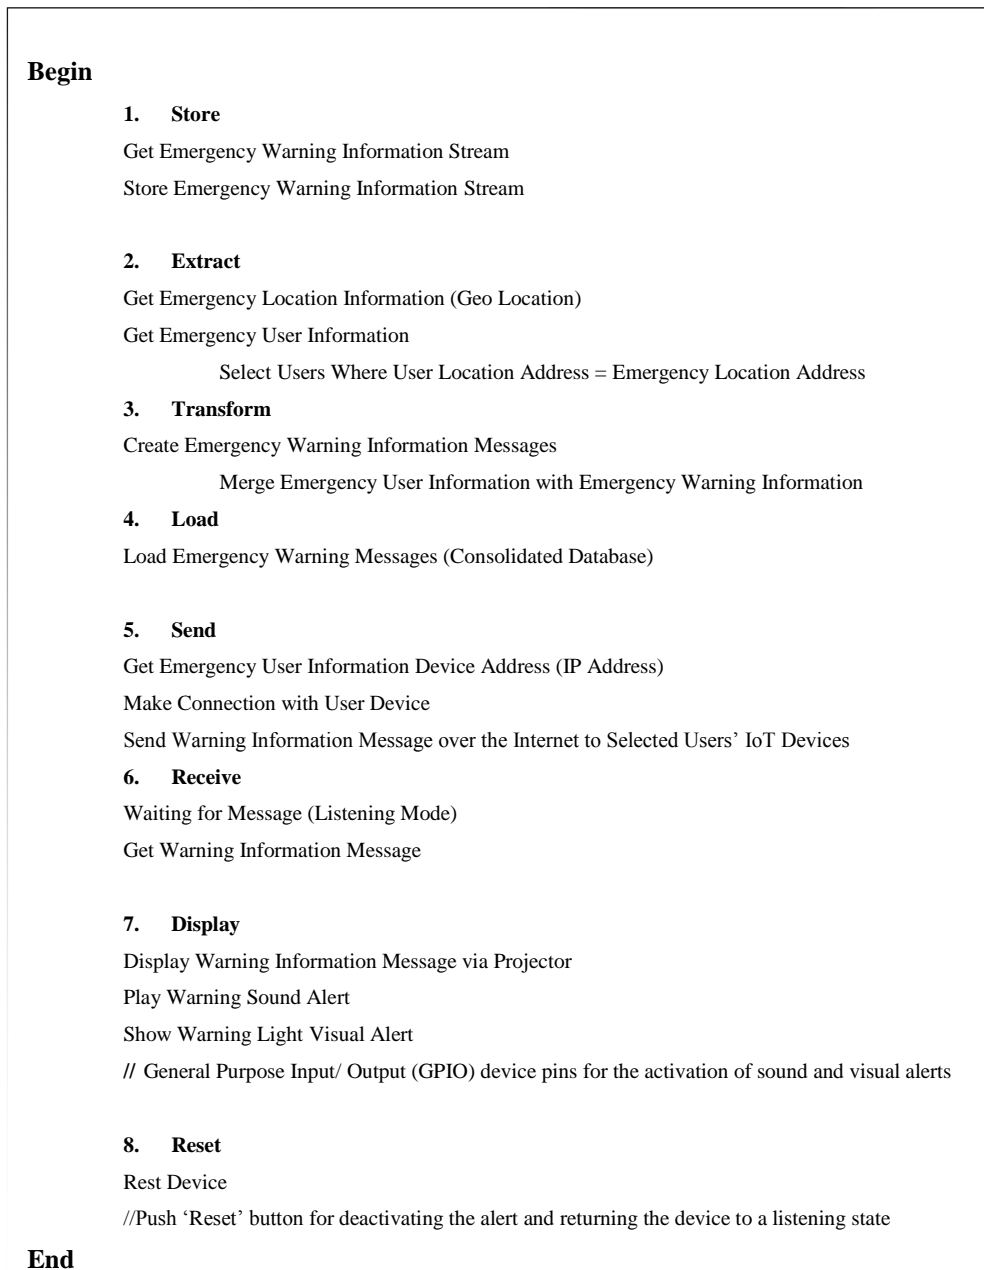 Begin
1. Store
Get Emergency Warning Information Stream
Store Emergency Warning Information Stream
2. Extract
Get Emergency Location Information (Geo Location)
Get Emergency User Information
Select Users Where User Location Address = Emergency Location Address
3. Transform
Create Emergency Warning Information Messages
Merge Emergency User Information with Emergency Warning Information
4. Load
Load Emergency Warning Messages (Consolidated Database)
5. Send
Get Emergency User Information Device Address (IP Address)
Make Connection with User Device
Send Warning Information Message over the Internet to Selected Users’ IoT Devices
6. Receive
Waiting for Message (Listening Mode)
Get Warning Information Message
7. Display
Display Warning Information Message via Projector
Play Warning Sound Alert
Show Warning Light Visual Alert
// General Purpose Input/ Output (GPIO) device pins for the activation of sound and visual alerts
8. Reset
Rest Device
//Push ‘Reset’ button for deactivating the alert and returning the device to a listening state
End